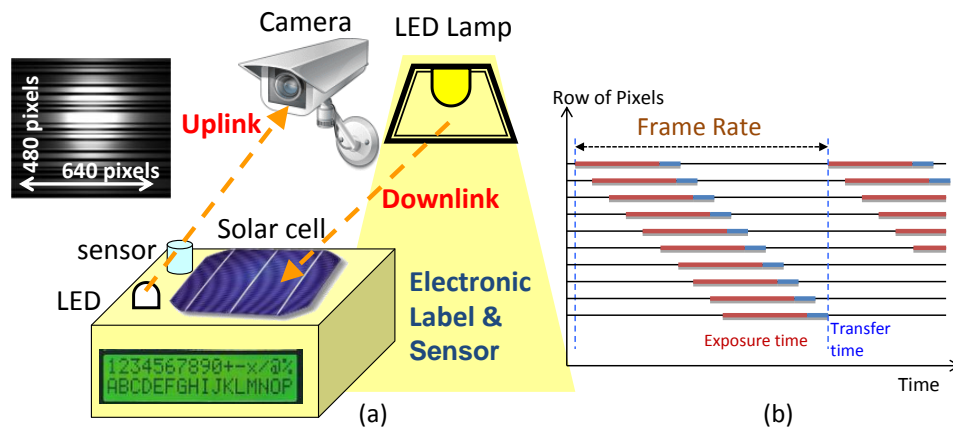 Camera
LED Lamp
480 pixels
640 pixels
Uplink
Downlink
Solar cell
sensor
LED
Electronic
Label &
Sensor
1234567890+-x/@%
ABCDEFGHIJKLMNOP
(a)
Row of Pixels
Frame Rate
Exposure time
Transfer
time
Time
(b)